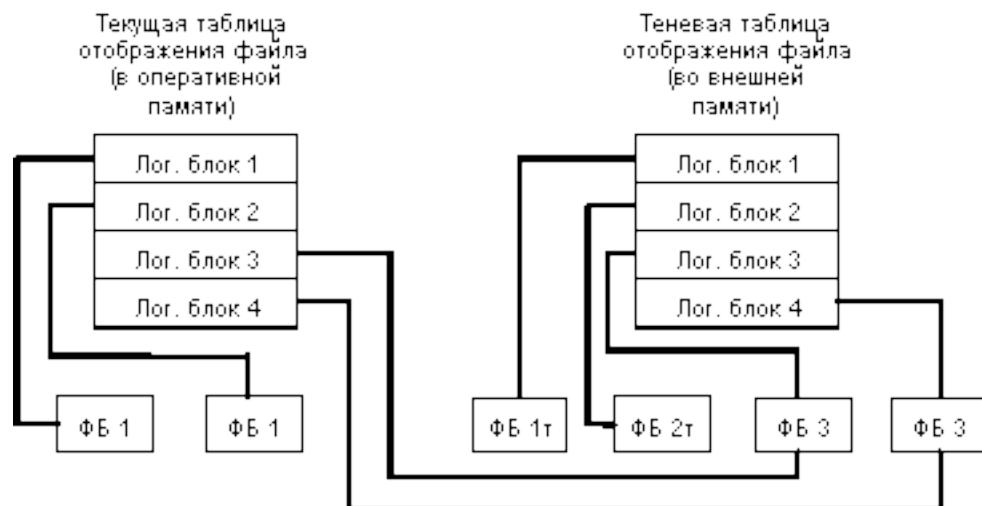 Текущая таблица
отображения файла
(в оперативной
памяти)
Теневая таблица
отображения файла
(во внешней
памяти)
Лог. блок 1
Лог. блок 2
Лог. блок 3
Лог. блок 4
Лог. блок 1
Лог. блок 2
Лог. блок 3
Лог. блок 4
ФБ 1
ФБ 1
ФБ 1т
ФБ 2т
ФБ 3
ФБ 3